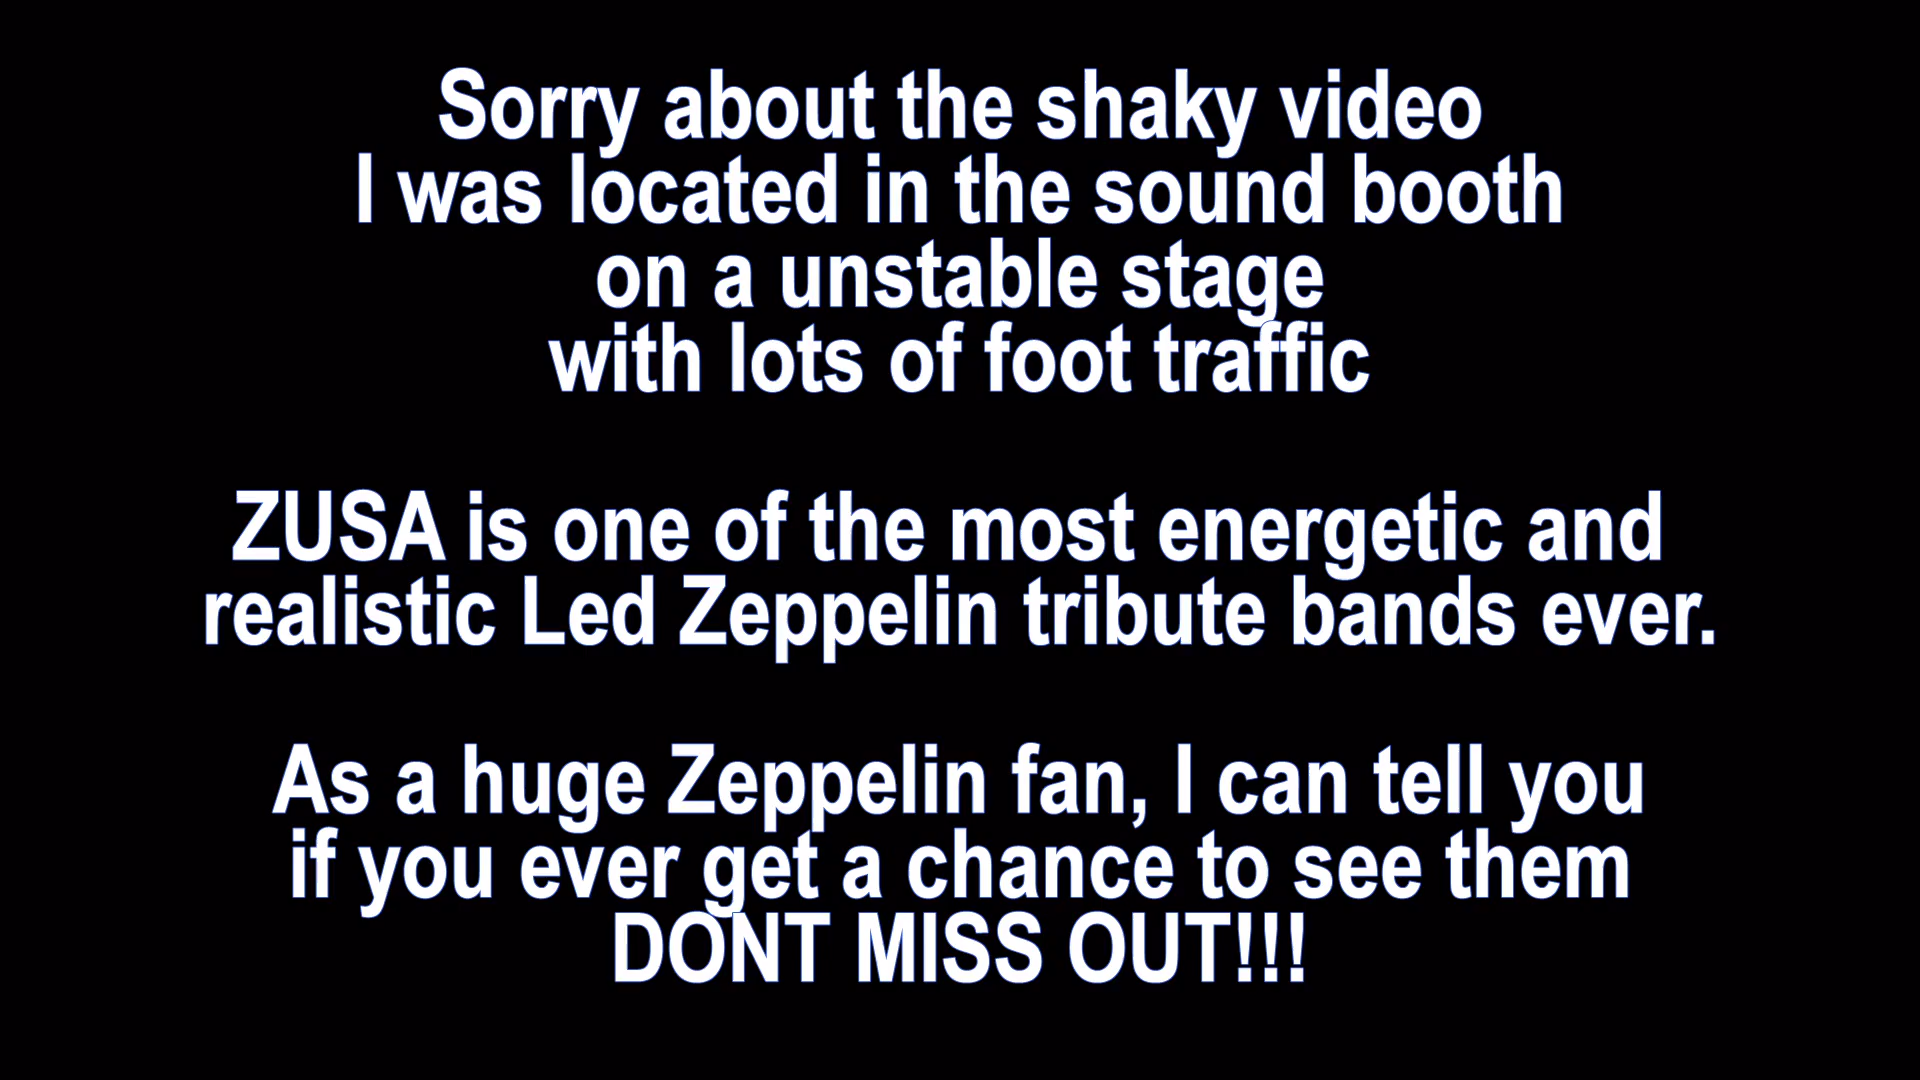 Sorry about the shaky video
I was located in the sound booth
on a unstable stage
with lots of foot traffic
ZUSA is one of the most energetic and
realistic Led Zeppelin tribute bands ever.
As a huge Zeppelin fan, I can tell you
if you ever get a chance to see them
DONT MISS OUT!!!